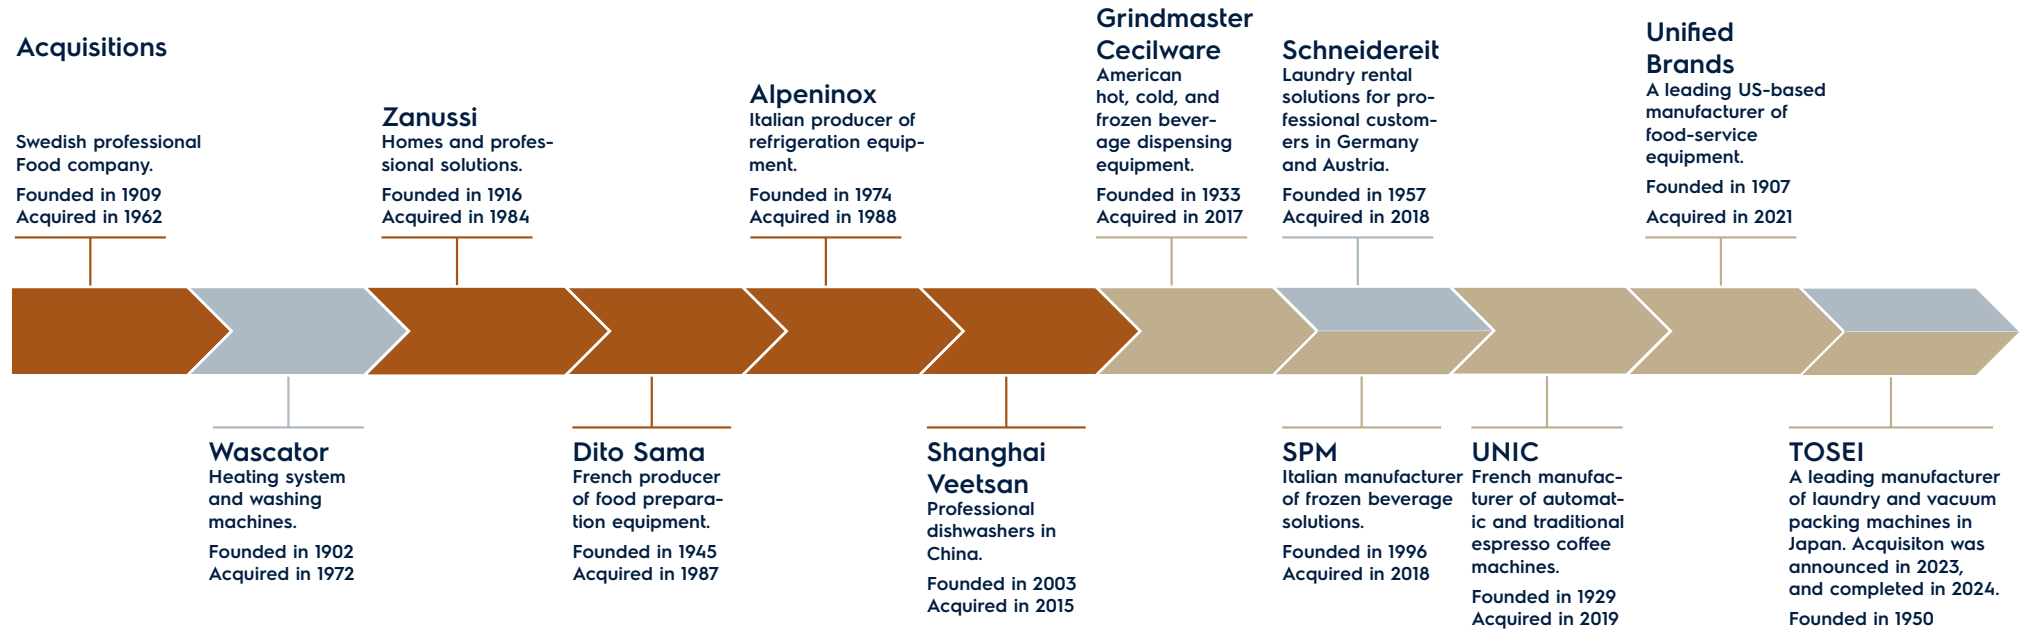 Acquisitions
Swedish professional
Food company.
Founded in 1909
Acquired in 1962
Wascator
Heating system
and washing
machines.
Founded in 1902
Acquired in 1972
Zanussi
Homes and profes-
sional solutions.
Founded in 1916
Acquired in 1984
Dito Sama
French producer
of food prepara-
tion equipment.
Founded in 1945
Acquired in 1987
Alpeninox
Italian producer of
refrigeration equip-
ment.
Founded in 1974
Acquired in 1988
Shanghai
Veetsan
Professional
dishwashers in
China.
Founded in 2003
Acquired in 2015
Grindmaster
Cecilware
American
hot, cold, and
frozen bever-
age dispensing
equipment.
Founded in 1933
Acquired in 2017
Schneidereit
Laundry rental
solutions for pro-
fessional custom-
ers in Germany
and Austria.
Founded in 1957
Acquired in 2018
SPM
Italian manufacturer
of frozen beverage
solutions.
Founded in 1996
Acquired in 2018
UNIC
French manufac-
turer of automat-
ic and traditional
espresso coffee
machines.
Founded in 1929
Acquired in 2019
Unified
Brands
A leading US-based
manufacturer of
food-service
equipment.
Founded in 1907
Acquired in 2021
TOSEI
A leading manufacturer
of laundry and vacuum
packing machines in
Japan. Acquisiton was
announced in 2023,
and completed in 2024.
Founded in 1950